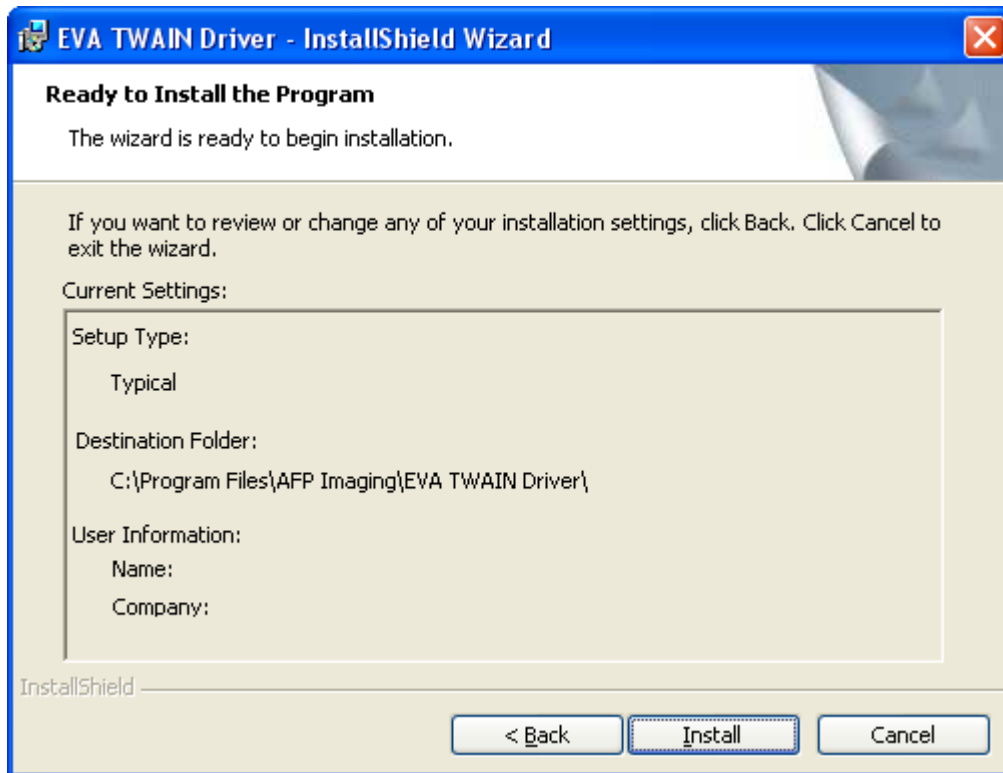 EVA TWAIN Driver - InstallShield Wizard
Ready to Install the Program
The wizard is ready to begin installation.
If you want to review or change any of your installation settings, click Back. Click Cancel to
exit the wizard.
Current Settings:
Setup Type:
Typical
Destination Folder:
C:\Program Files\AFP Imaging\EVA TWAIN Driver\
User Information:
Name:
Company:
InstallShield
< Back
Install
Cancel